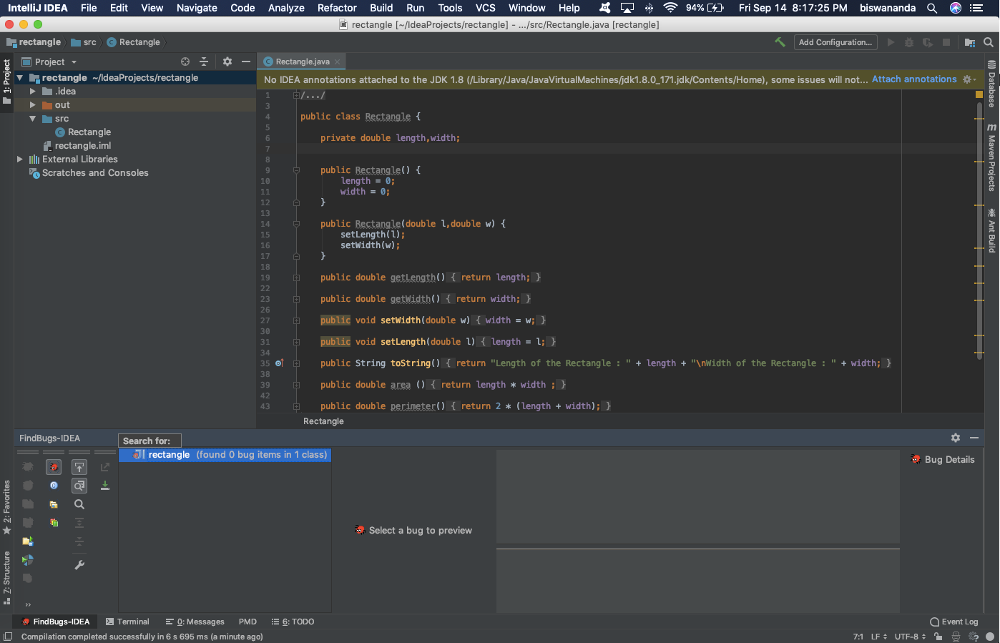 IntelliJ IDEA File Edit View Navigate Code Analyze Refactor Build Run Tools VCS Window Help 94% Fri Sep 14 8:17:25 PM biswananda
rectangle [~/IdeaProjects/rectangle] - .../src/Rectangle.java [rectangle]
rectangle src Rectangle Add Configuration...
Project
Rectangle.java
1: Project
rectangle ~/IdeaProjects/rectangle
.idea
out
src
Rectangle
rectangle.iml
External Libraries
Scratches and Consoles
No IDEA annotations attached to the JDK 1.8 (/Library/Java/JavaVirtualMachines/jdk1.8.0_171.jdk/Contents/Home), some issues will not... Attach annotations
1 /.../
3
4 public class Rectangle {
5
6 private double length,width;
7
8
9 public Rectangle() {
10 length = 0;
11 width = 0;
12 }
13
14 public Rectangle(double l,double w) {
15 setLength(l);
16 setWidth(w);
17 }
18
19 public double getLength() { return length; }
22
23 public double getWidth() { return width; }
26
27 public void setWidth(double w) { width = w; }
30
31 public void setLength(double l) { length = l; }
34
35 public String toString() { return "Length of the Rectangle : " + length + "\nWidth of the Rectangle : " + width; }
38
39 public double area () { return length * width ; }
42
43 public double perimeter() { return 2 * (length + width); }
Rectangle
Database
m Maven Projects
Ant Build
FindBugs-IDEA
Search for:
rectangle (found 0 bug items in 1 class)
Select a bug to preview
Bug Details
2: Favorites
7: Structure
»
FindBugs-IDEA Terminal 0: Messages PMD 6: TODO Event Log
Compilation completed successfully in 6 s 695 ms (a minute ago) 7:1 LF UTF-8